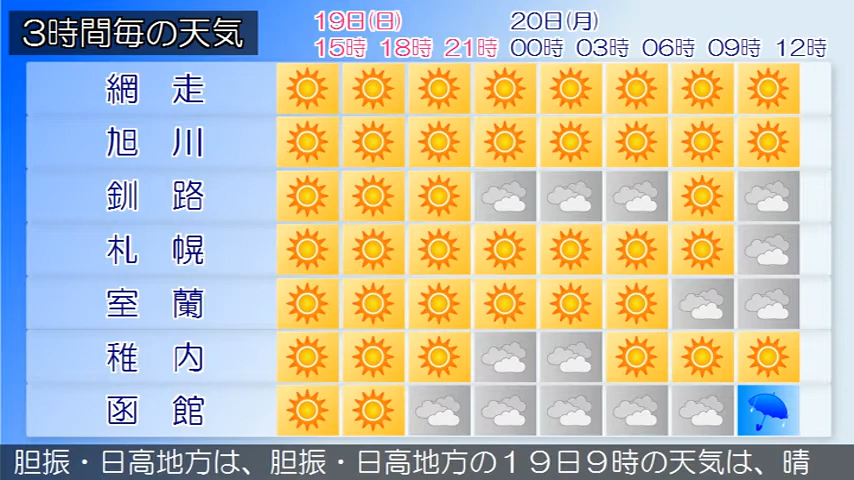 3時間毎の天気
19日(日) 20日(月)
15時 18時 21時 00時 03時 06時 09時 12時
網走
旭川
釧路
札幌
室蘭
稚内
函館
胆振・日高地方は、胆振・日高地方の１９日９時の天気は、晴